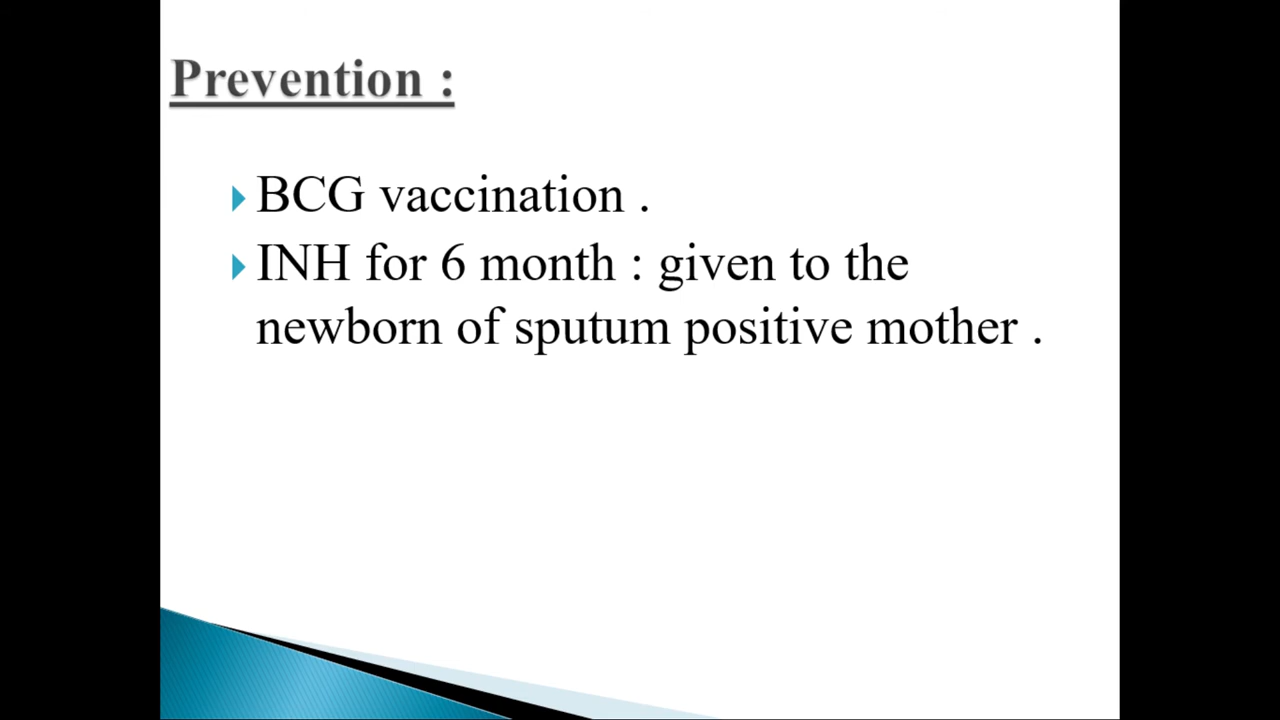 Prevention :
BCG vaccination .
INH for 6 month : given to the
newborn of sputum positive mother .